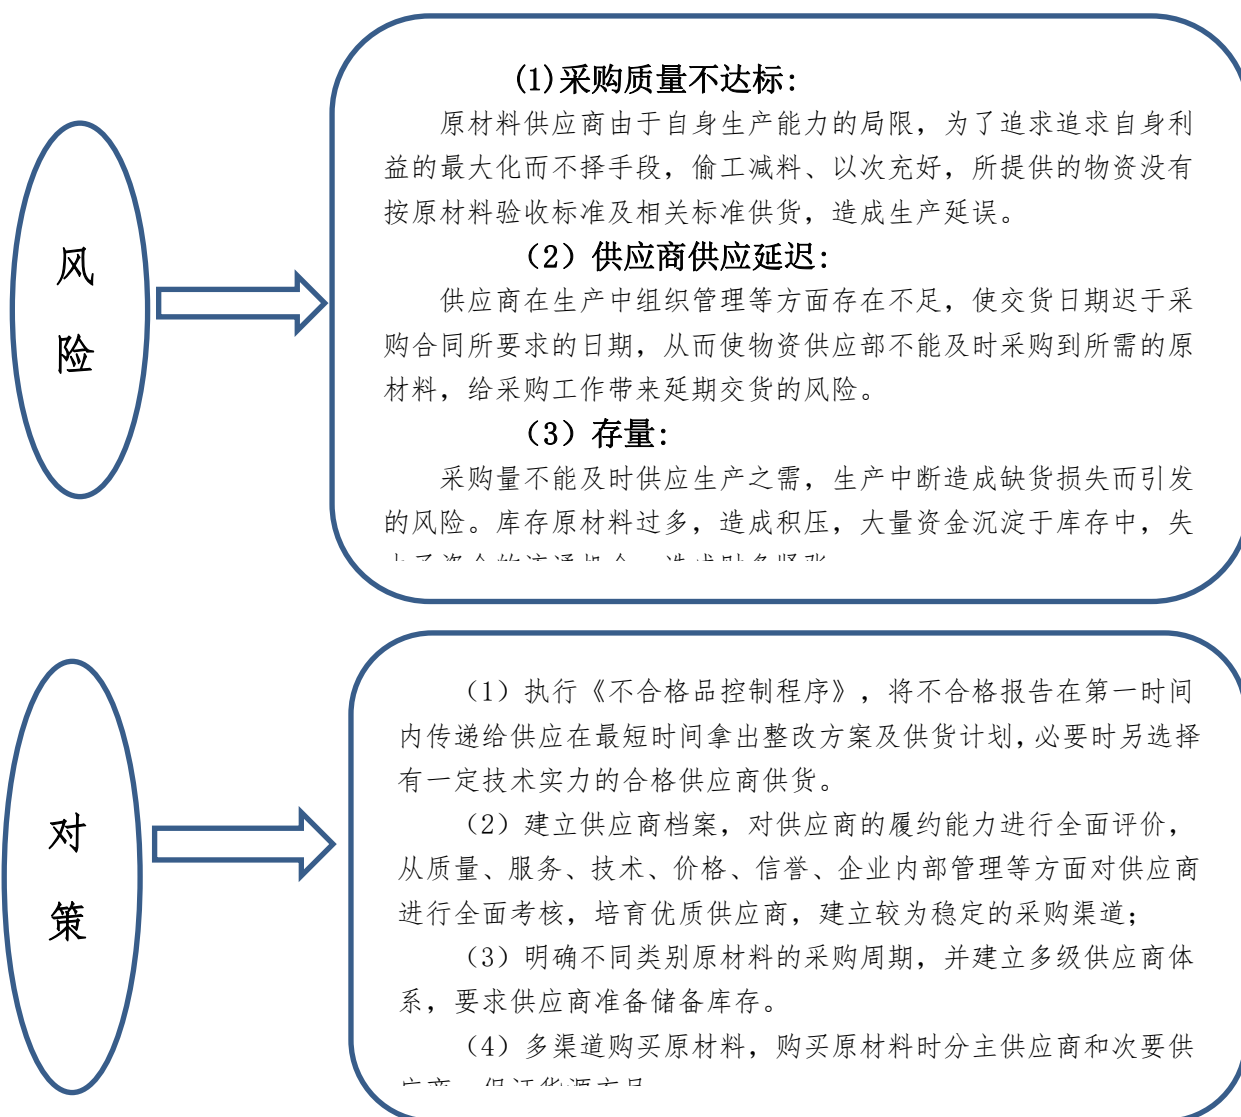 风
险
(1)采购质量不达标:
原材料供应商由于自身生产能力的局限，为了追求追求自身利
益的最大化而不择手段，偷工减料、以次充好，所提供的物资没有
按原材料验收标准及相关标准供货，造成生产延误。
（2）供应商供应延迟:
供应商在生产中组织管理等方面存在不足，使交货日期迟于采
购合同所要求的日期，从而使物资供应部不能及时采购到所需的原
材料，给采购工作带来延期交货的风险。
（3）存量:
采购量不能及时供应生产之需，生产中断造成缺货损失而引发
的风险。库存原材料过多，造成积压，大量资金沉淀于库存中，失
对
策
（1）执行《不合格品控制程序》，将不合格报告在第一时间
内传递给供应在最短时间拿出整改方案及供货计划,必要时另选择
有一定技术实力的合格供应商供货。
（2）建立供应商档案，对供应商的履约能力进行全面评价，
从质量、服务、技术、价格、信誉、企业内部管理等方面对供应商
进行全面考核，培育优质供应商，建立较为稳定的采购渠道；
（3）明确不同类别原材料的采购周期，并建立多级供应商体
系，要求供应商准备储备库存。
（4）多渠道购买原材料，购买原材料时分主供应商和次要供